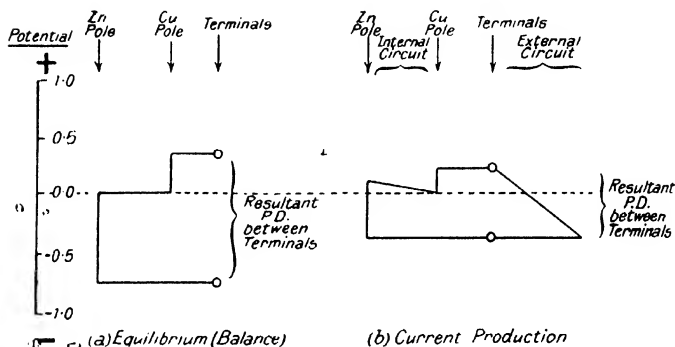 Potential
+
1.0
0.5
0.0
-0.5
-1.0
Zn Pole
Cu Pole
Terminals
Resultant
P.D.
between
Terminals
(a) Equilibrium (Balance)
Zn
Pole
Internal
Circuit
Cu
Pole
Terminals
External
Circuit
Resultant
P.D.
between
Terminals
(b) Current Production